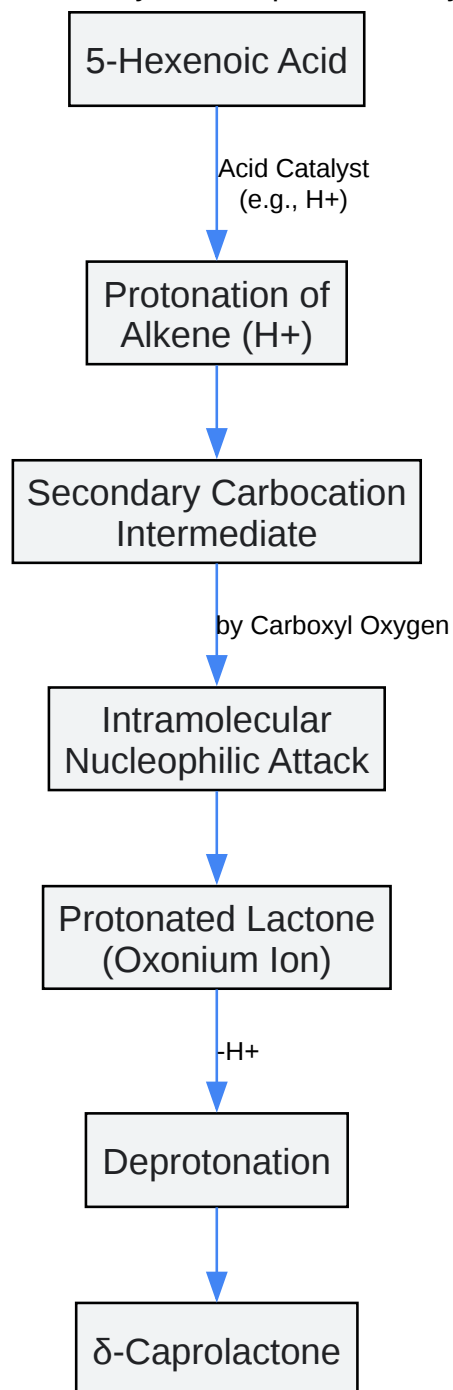 5-Hexenoic Acid
Acid Catalyst
(e.g., H+)
Protonation of
Alkene (H+)
Secondary Carbocation
Intermediate
by Carboxyl Oxygen
Intramolecular
Nucleophilic Attack
Protonated Lactone
(Oxonium Ion)
-H+
Deprotonation
δ-Caprolactone